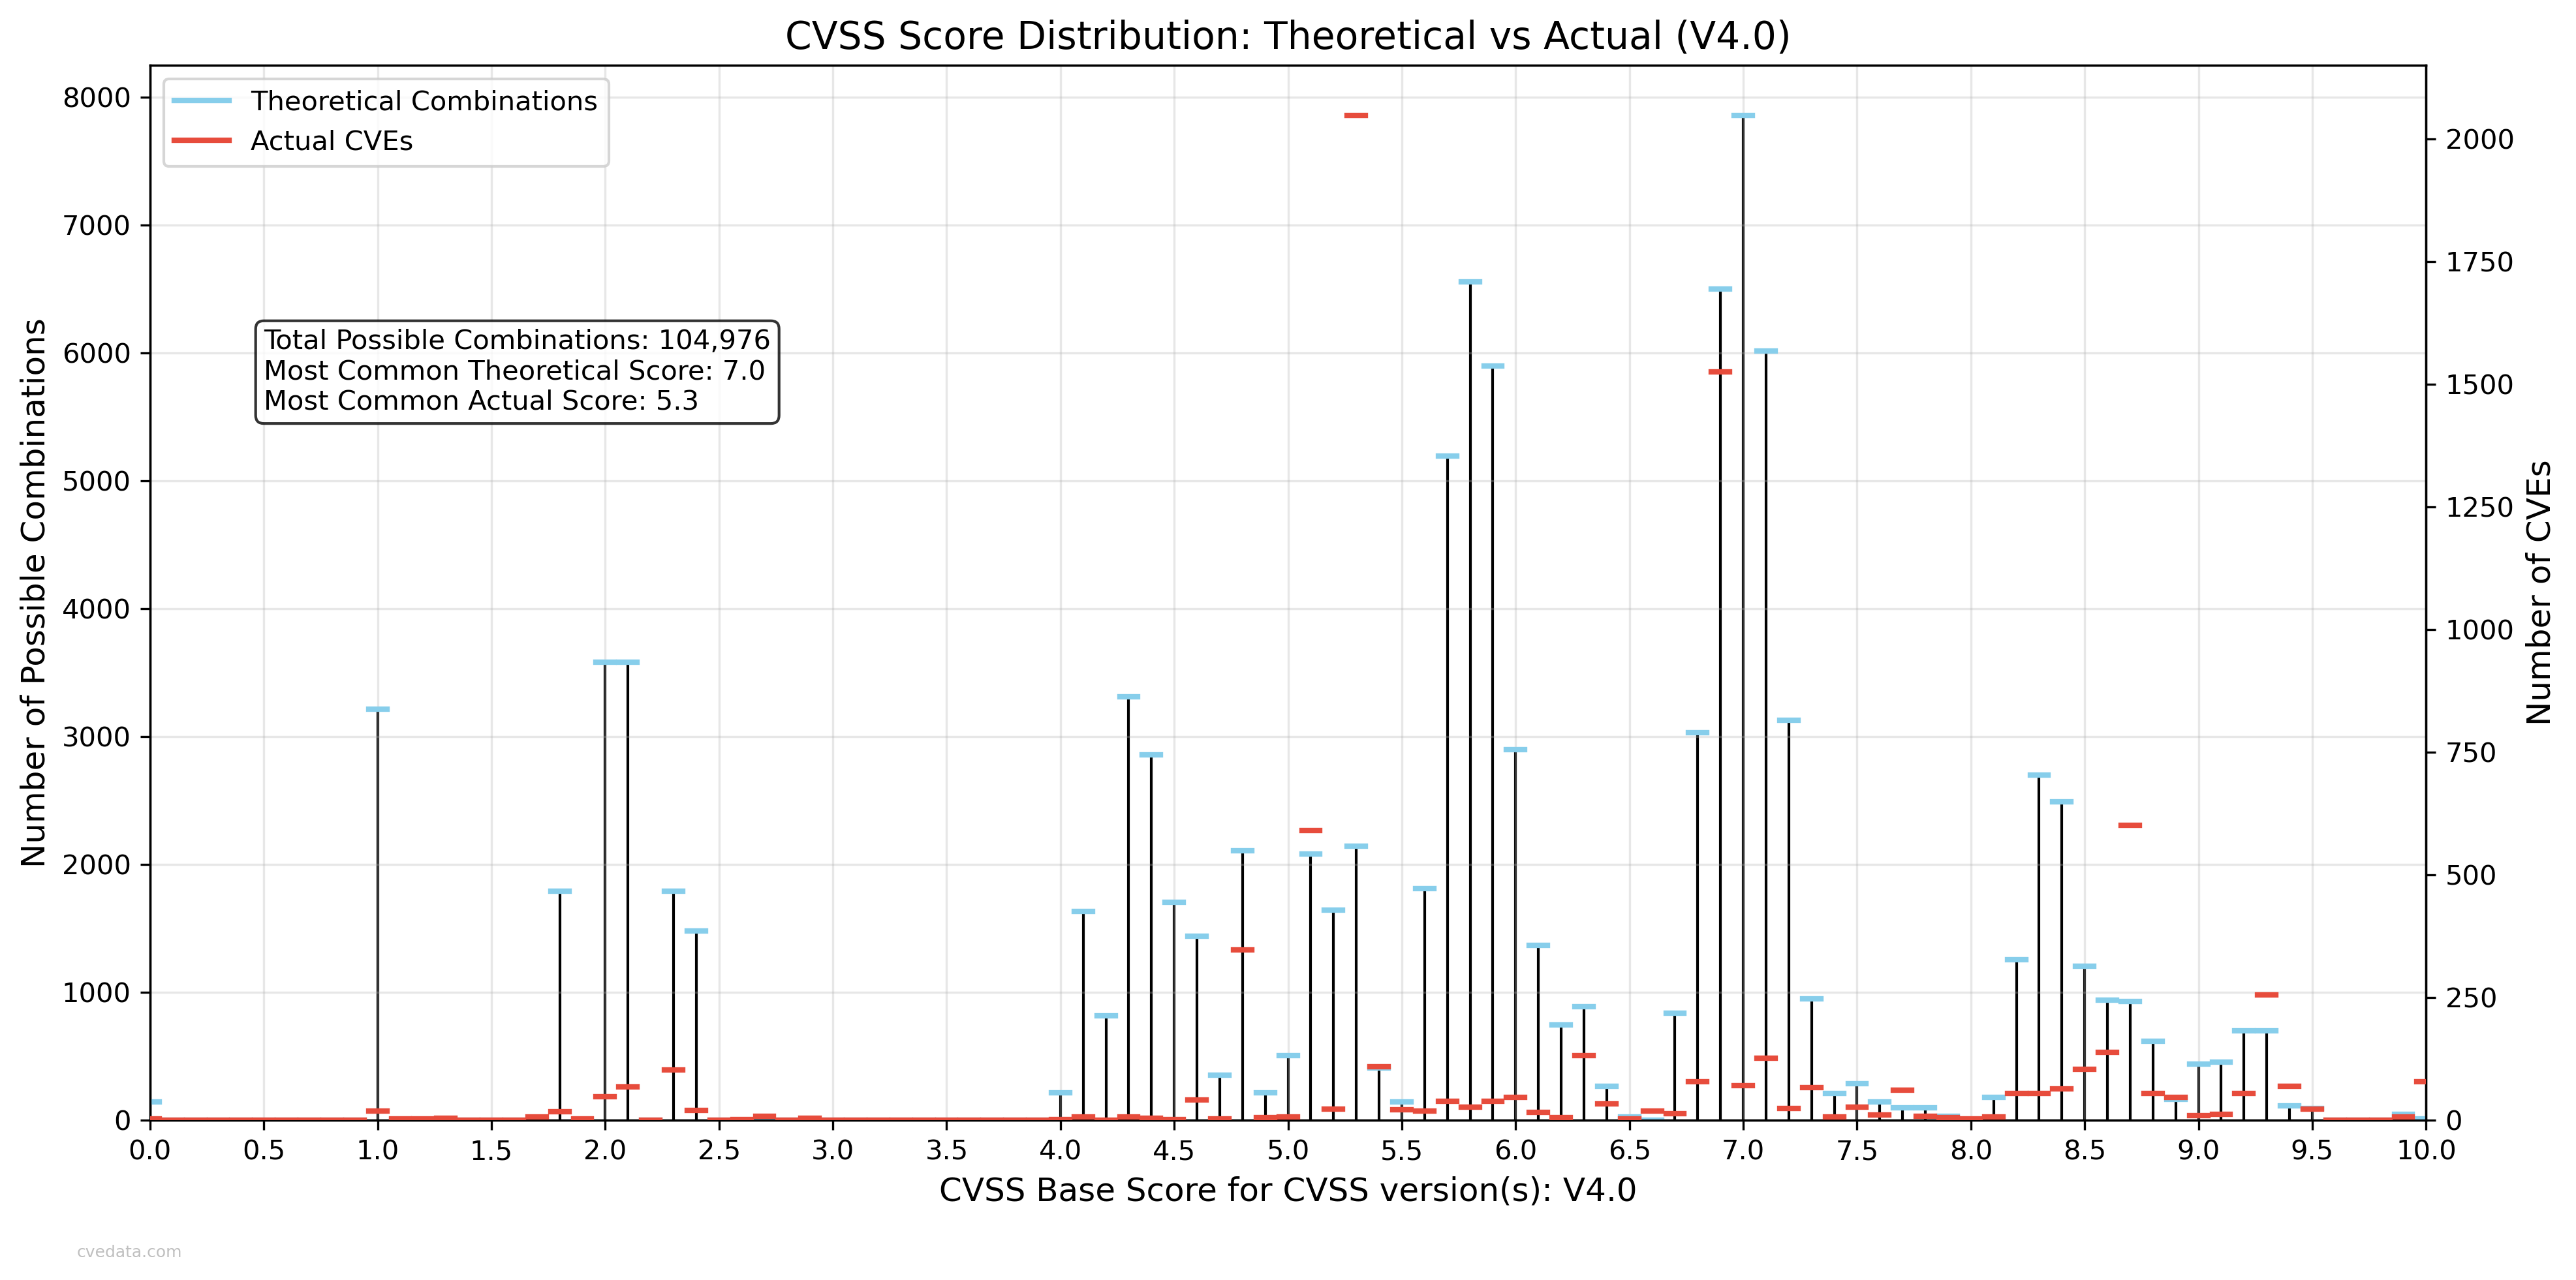 CVSS Score Distribution: Theoretical vs Actual (V4.0)
Theoretical Combinations
Actual CVEs
Total Possible Combinations: 104,976
Most Common Theoretical Score: 7.0
Most Common Actual Score: 5.3
Number of Possible Combinations
8000
7000
6000
5000
4000
3000
2000
1000
0
Number of CVEs
2000
1750
1500
1250
1000
750
500
250
0
0.0 0.5 1.0 1.5 2.0 2.5 3.0 3.5 4.0 4.5 5.0 5.5 6.0 6.5 7.0 7.5 8.0 8.5 9.0 9.5 10.0
CVSS Base Score for CVSS version(s): V4.0
cvedata.com